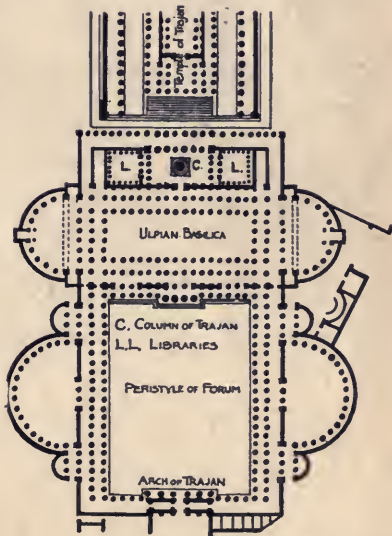 Temple of Trajan
L. C. L.
ULPIAN BASILICA
C. COLUMN OF TRAJAN
L.L. LIBRARIES
PERISTYLE OF FORUM
ARCH OF TRAJAN